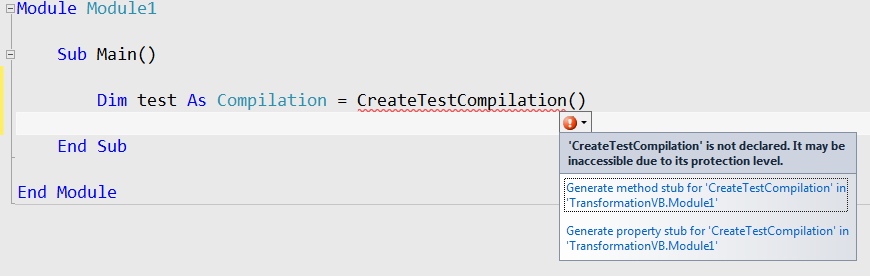 Module Module1
Sub Main()
Dim test As Compilation = CreateTestCompilation()
End Sub
End Module
'CreateTestCompilation' is not declared. It may be
inaccessible due to its protection level.
Generate method stub for 'CreateTestCompilation' in
'TransformationVB.Module1'
Generate property stub for 'CreateTestCompilation' in
'TransformationVB.Module1'